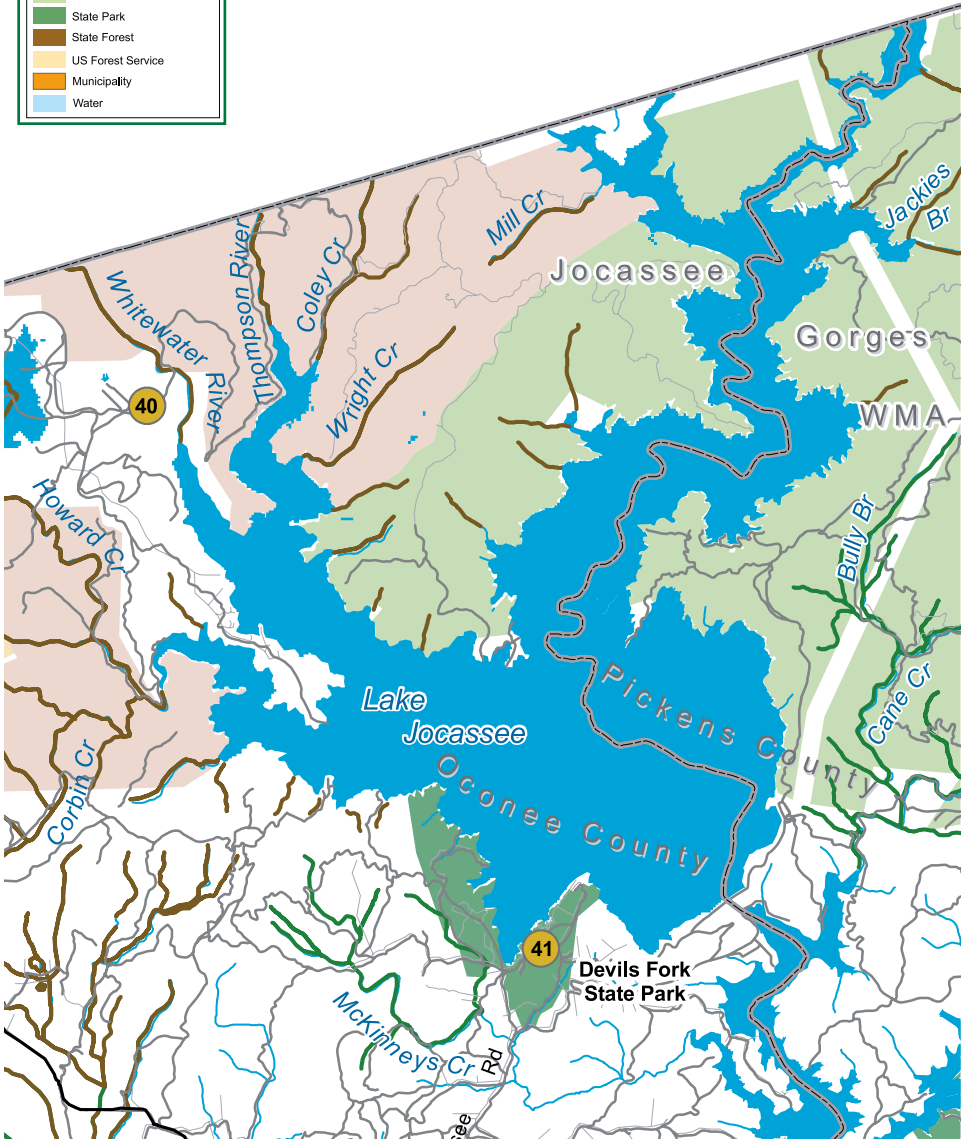 State Park
State Forest
US Forest Service
Municipality
Water
Jackies
Br
Mill Cr
Thompson River
Coley Cr
Jocassee
Whitewater
River
Gorges
Wright Cr
40
WMA
Howard Cr
Bully Br
Cane Cr
Pickens County
Lake
Jocassee
Corbin Cr
Oconee County
41
Devils Fork
State Park
McKinneys Cr
Rd
see